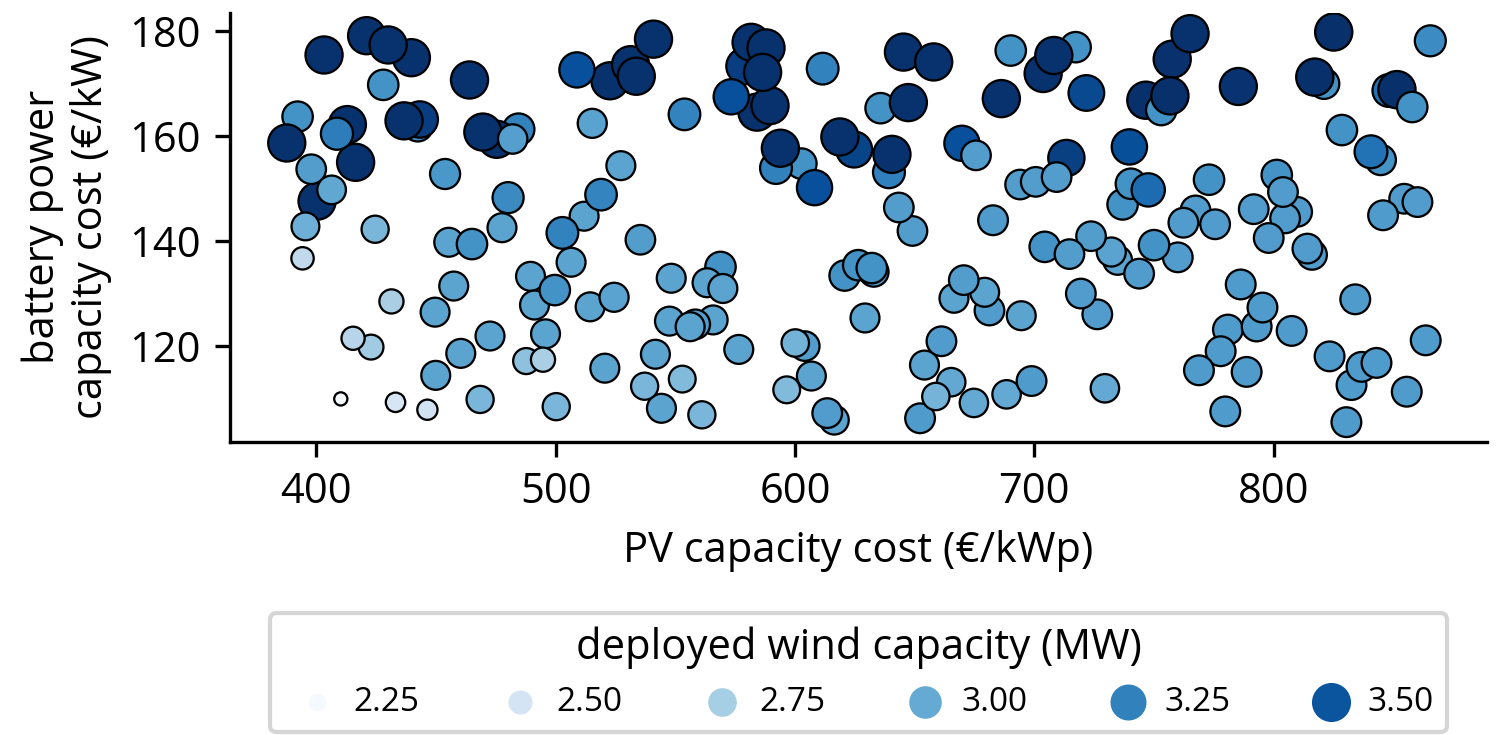 battery power
capacity cost (€/kW)
180
160
140
120
400 500 600 700 800
PV capacity cost (€/kWp)
deployed wind capacity (MW)
2.25 2.50 2.75 3.00 3.25 3.50